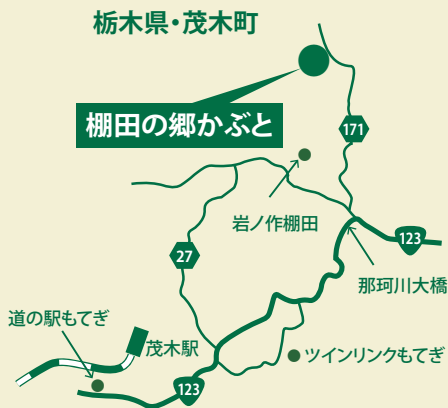 栃木県・茂木町
棚田の郷かぶと
171
岩ノ作棚田
123
27
那珂川大橋
道の駅もてぎ
茂木駅
ツインリンクもてぎ
123